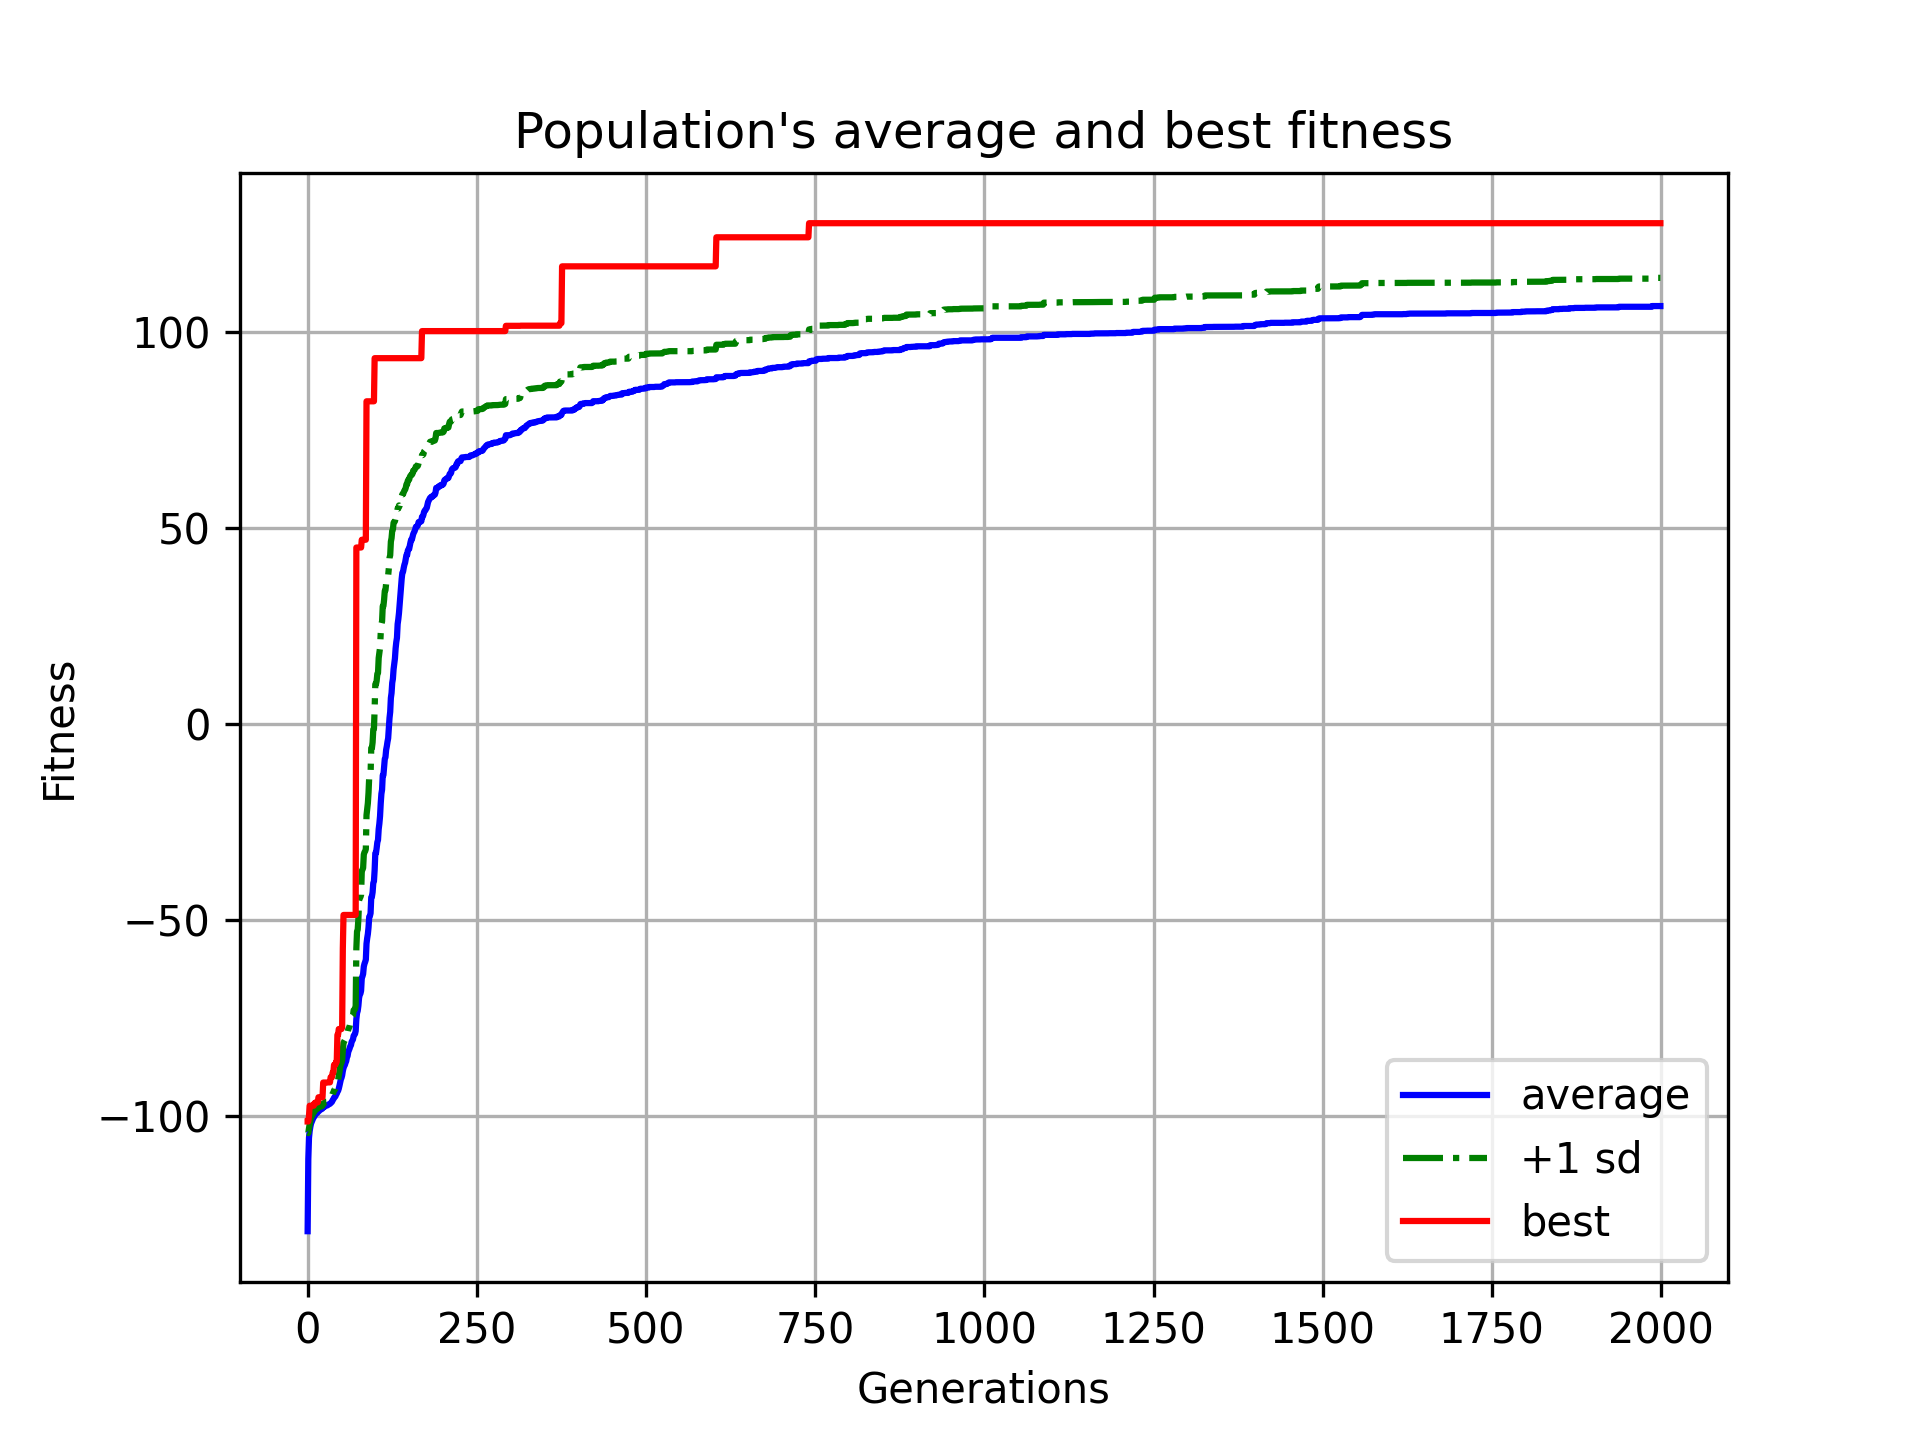 Population's average and best fitness
Fitness
100
50
0
−50
−100
average
+1 sd
best
0 250 500 750 1000 1250 1500 1750 2000
Generations